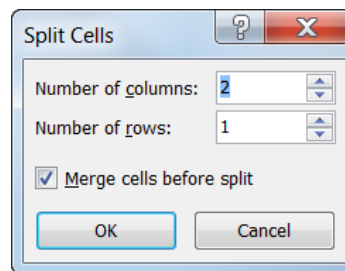 Split Cells
Number of columns: 2
Number of rows: 1
Merge cells before split
OK Cancel